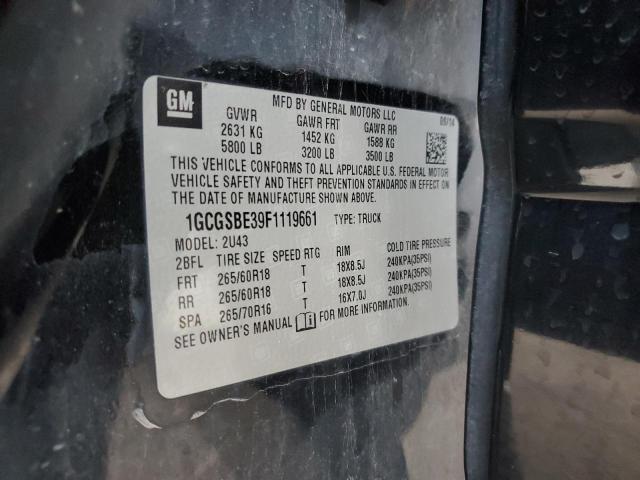 GM
MFD BY GENERAL MOTORS LLC
GVWR GAWR FRT GAWR RR 09/14
2631 KG 1452 KG 1588 KG
5800 LB 3200 LB 3500 LB
THIS VEHICLE CONFORMS TO ALL APPLICABLE U.S. FEDERAL MOTOR
VEHICLE SAFETY AND THEFT PREVENTION STANDARDS IN EFFECT ON
THE DATE OF MANUFACTURE SHOWN ABOVE.
1GCGSBE39F1119661 TYPE: TRUCK
MODEL: 2U43
2BFL TIRE SIZE SPEED RTG RIM COLD TIRE PRESSURE
FRT 265/60R18 T 18X8.5J 240KPA(35PSI)
RR 265/60R18 T 18X8.5J 240KPA(35PSI)
SPA 265/70R16 T 16X7.0J 240KPA(35PSI)
SEE OWNER'S MANUAL FOR MORE INFORMATION.